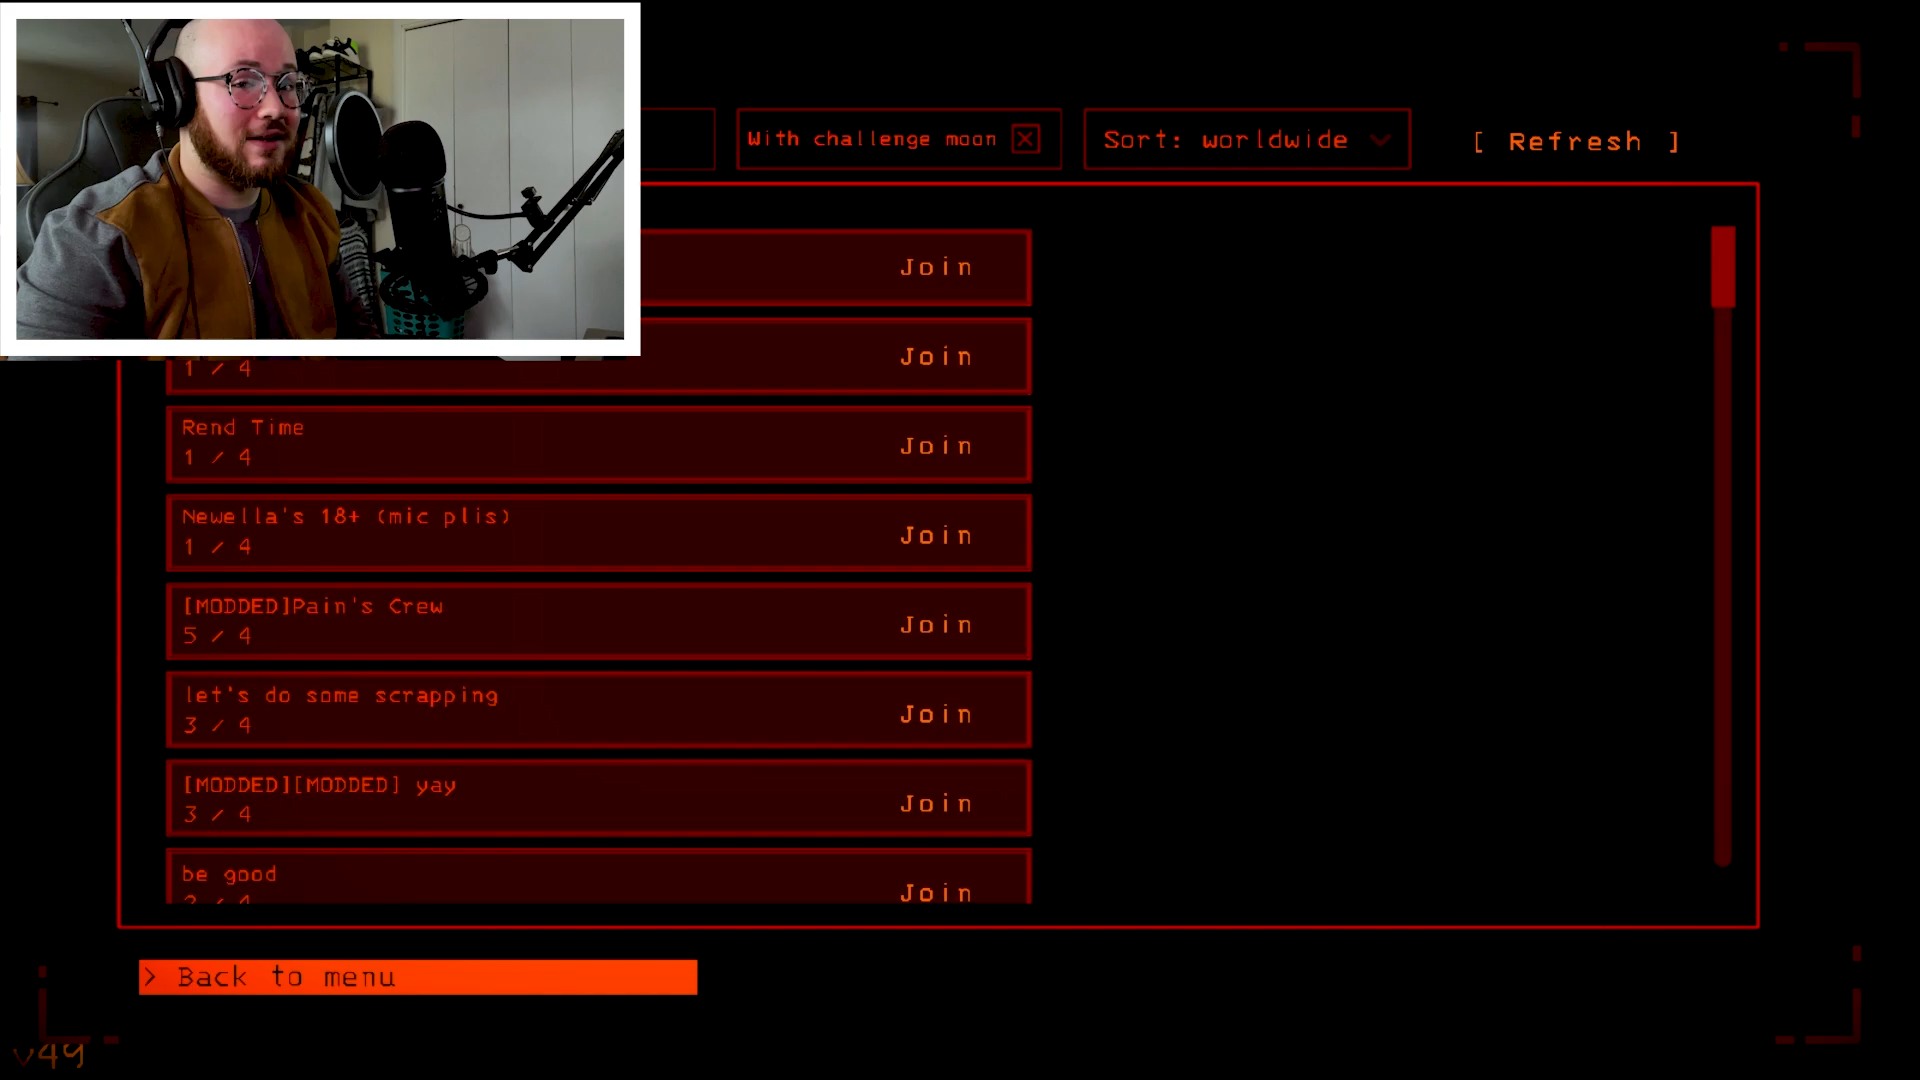 With challenge moon
Sort: worldwide
[ Refresh ]
Join
1 / 4
Join
Rend Time
1 / 4
Join
Newella's 18+ (mic plis)
1 / 4
Join
[MODDED]Pain's Crew
5 / 4
Join
let's do some scrapping
3 / 4
Join
[MODDED][MODDED] yay
3 / 4
Join
be good
Join
> Back to menu
v49